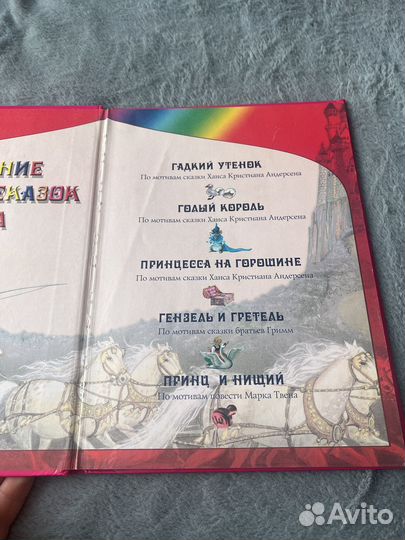 НИЕ
СКАЗОК
А
ГАДКИЙ УТЕНОК
По мотивам сказки Ханса Кристиана Андерсена
ГОЛЫЙ КОРОЛЬ
По мотивам сказки Ханса Кристиана Андерсена
ПРИНЦЕССА НА ГОРОШИНЕ
По мотивам сказки Ханса Кристиана Андерсена
ГЕНЗЕЛЬ И ГРЕТЕЛЬ
По мотивам сказки братьев Гримм
ПРИНЦ И НИЩИЙ
По мотивам повести Марка Твена
Avito